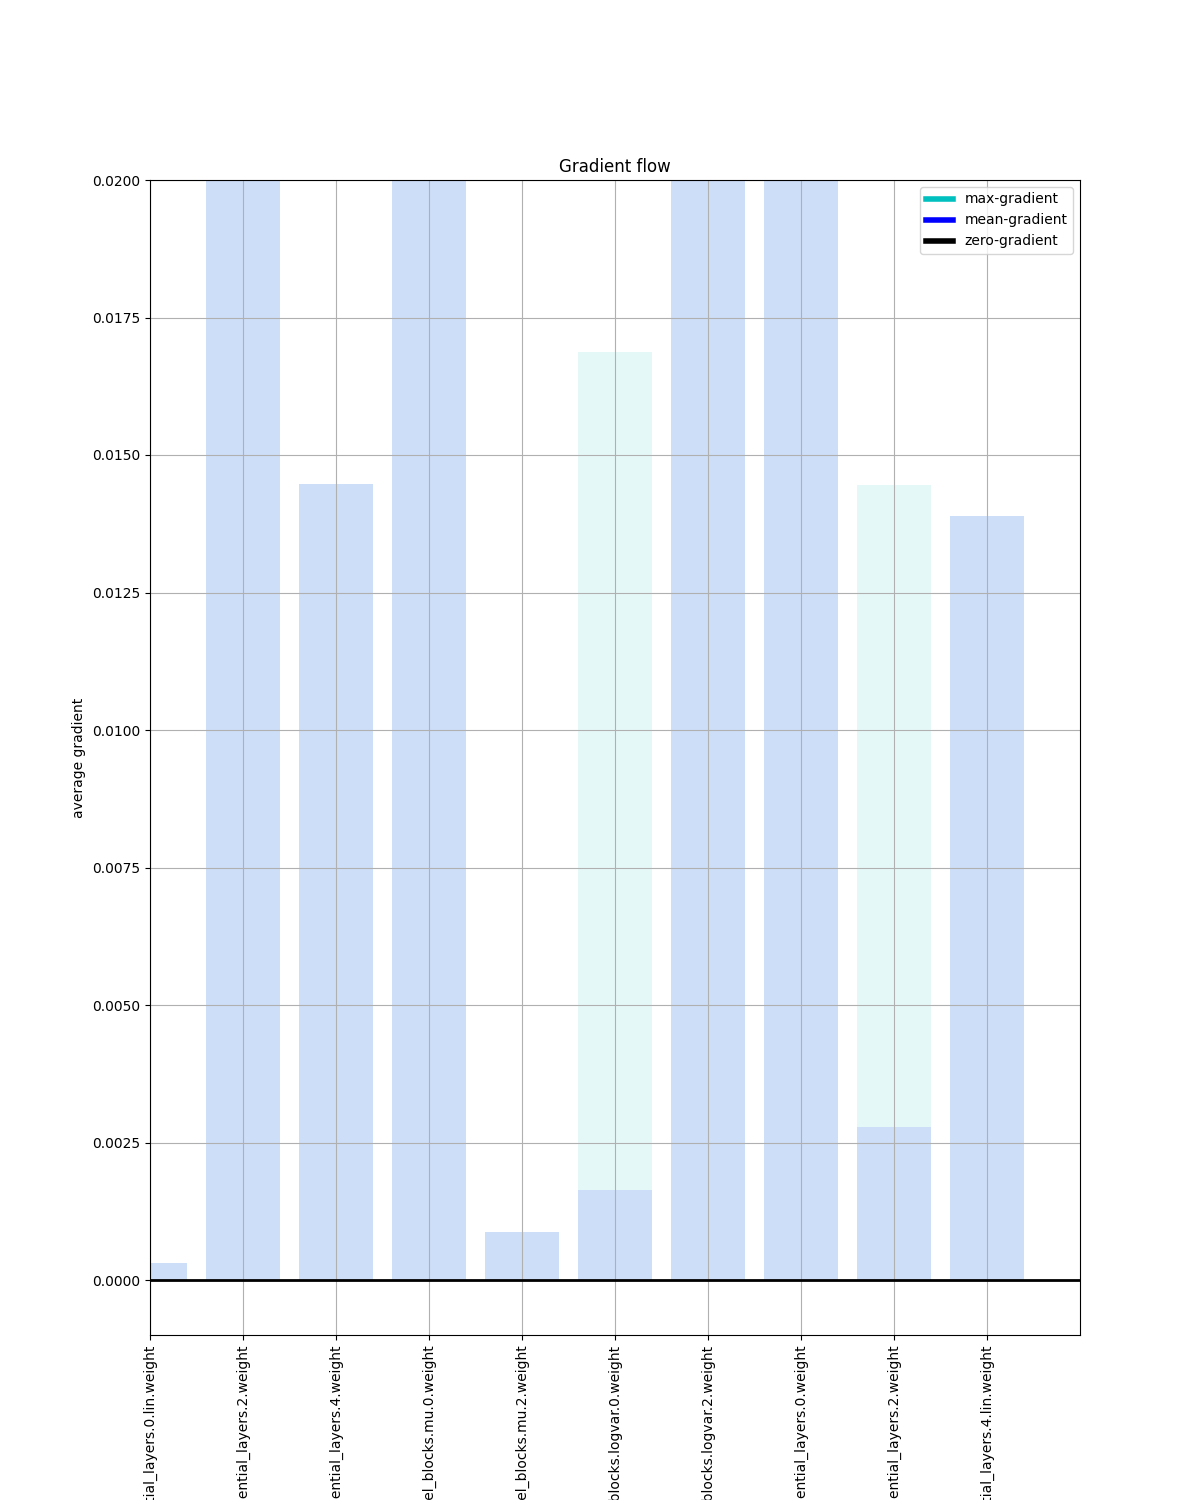 Gradient flow
max-gradient
mean-gradient
zero-gradient
0.0200
0.0175
0.0150
0.0125
0.0100
0.0075
0.0050
0.0025
0.0000
average gradient
tial_layers.0.lin.weight
ential_layers.2.weight
ential_layers.4.weight
el_blocks.mu.0.weight
el_blocks.mu.2.weight
blocks.logvar.0.weight
blocks.logvar.2.weight
ential_layers.0.weight
ential_layers.2.weight
tial_layers.4.lin.weight